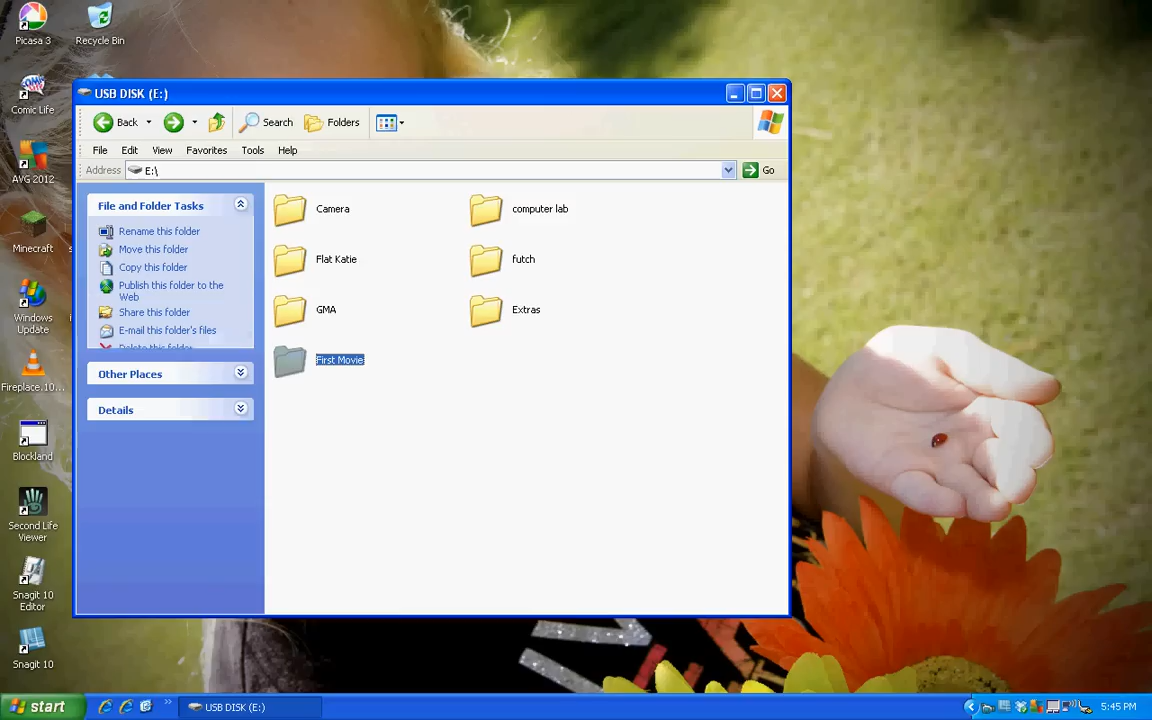 Picasa 3
Recycle Bin
Comic Life
AVG 2012
Minecraft
Windows
Update
Fireplace.10...
Blockland
Second Life
Viewer
Snagit 10
Editor
Snagit 10
USB DISK (E:)
Back
Search
Folders
File Edit View Favorites Tools Help
Address E:\ Go
File and Folder Tasks
Rename this folder
Move this folder
Copy this folder
Publish this folder to the
Web
Share this folder
E-mail this folder's files
Delete this folder
Other Places
Details
Camera
computer lab
Flat Katie
futch
GMA
Extras
First Movie
start
USB DISK (E:)
5:45 PM